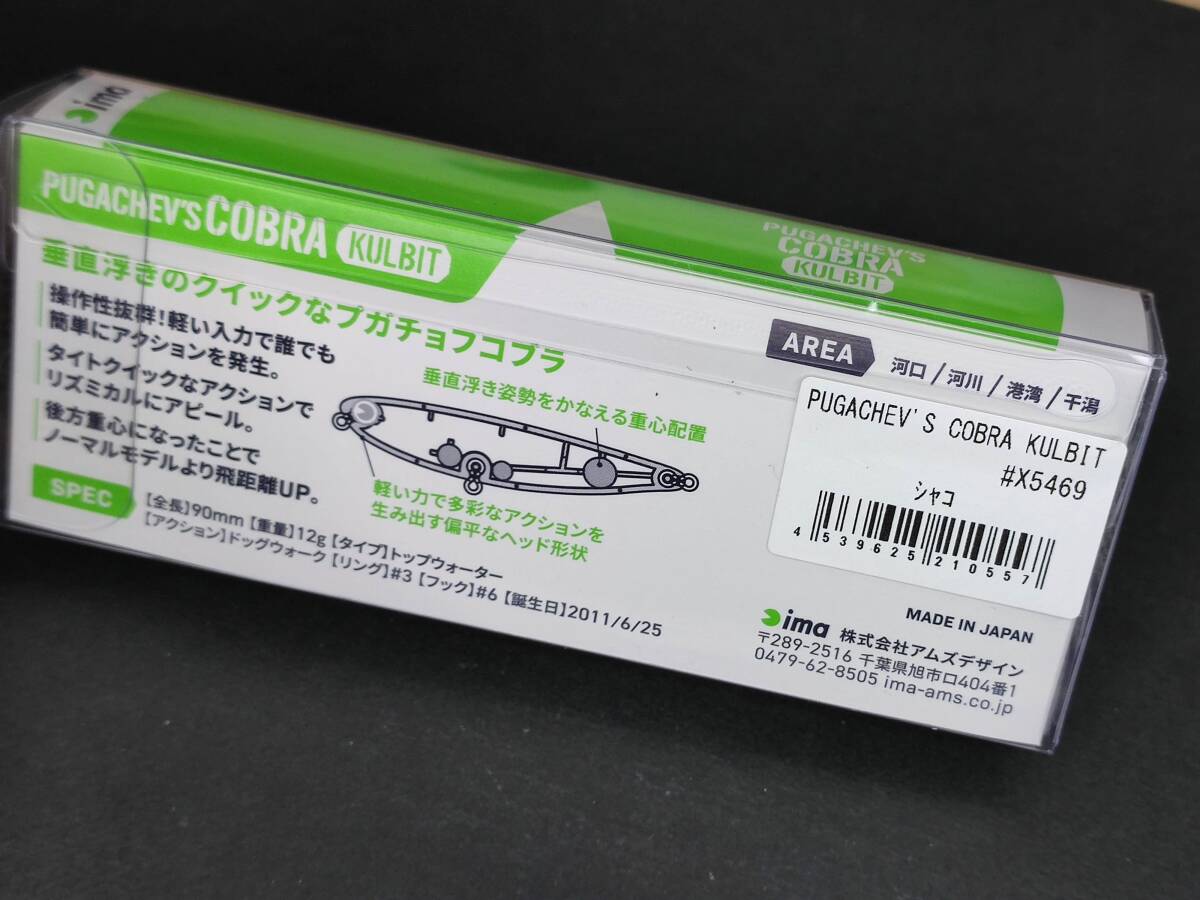 ima
PUGACHEV'S COBRA KULBIT
PUGACHEV'S
COBRA
KULBIT
垂直浮きのクイックなプガチョフコブラ
操作性抜群!軽い入力で誰でも
簡単にアクションを発生。
タイトクイックなアクションで
リズミカルにアピール。
後方重心になったことで
ノーマルモデルより飛距離UP。
垂直浮き姿勢をかなえる重心配置
軽い力で多彩なアクションを
生み出す偏平なヘッド形状
AREA 河口/河川/港湾/干潟
PUGACHEV'S COBRA KULBIT
#X5469
シャコ
4 539625 210557
SPEC
【全長】90mm【重量】12g【タイプ】トップウォーター
【アクション】ドッグウォーク【リング】#3【フック】#6【誕生日】2011/6/25
MADE IN JAPAN
ima 株式会社アムズデザイン
〒289-2516 千葉県旭市ロ404番1
0479-62-8505 ima-ams.co.jp